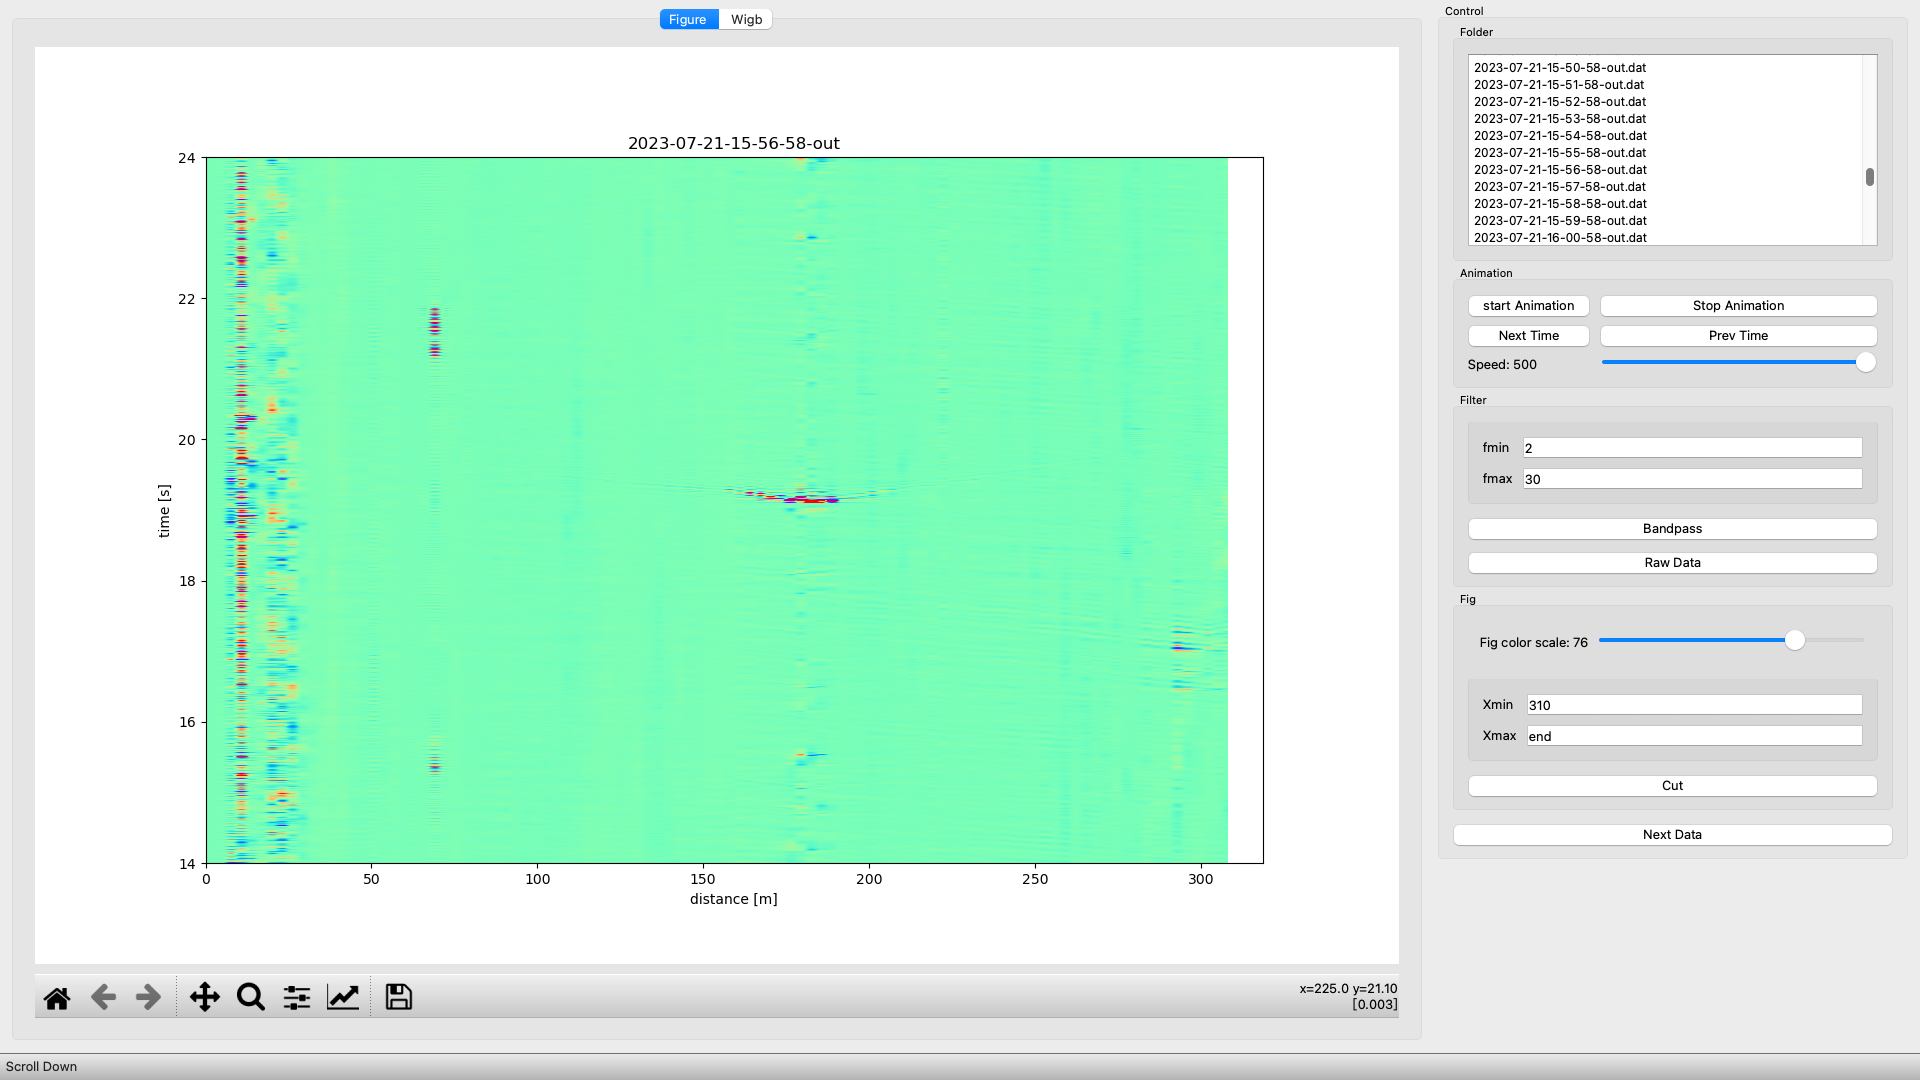 Figure
Wigb
2023-07-21-15-56-58-out
24
22
20
18
16
14
time [s]
0
50
100
150
200
250
300
distance [m]
x=225.0 y=21.10
[0.003]
Scroll Down
Control
Folder
2023-07-21-15-50-58-out.dat
2023-07-21-15-51-58-out.dat
2023-07-21-15-52-58-out.dat
2023-07-21-15-53-58-out.dat
2023-07-21-15-54-58-out.dat
2023-07-21-15-55-58-out.dat
2023-07-21-15-56-58-out.dat
2023-07-21-15-57-58-out.dat
2023-07-21-15-58-58-out.dat
2023-07-21-15-59-58-out.dat
2023-07-21-16-00-58-out.dat
Animation
start Animation
Stop Animation
Next Time
Prev Time
Speed: 500
Filter
fmin 2
fmax 30
Bandpass
Raw Data
Fig
Fig color scale: 76
Xmin 310
Xmax end
Cut
Next Data